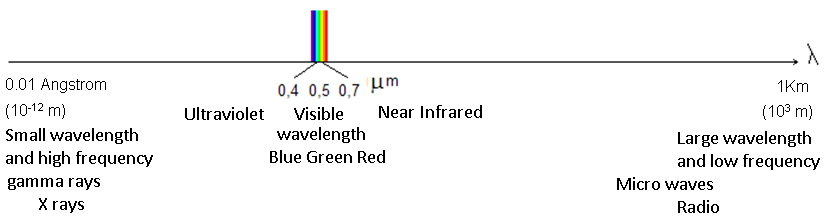 λ
0.01 Angstrom
(10-12 m)
Small wavelength
and high frequency
gamma rays
X rays
0,4 0,5 0,7 μm
Ultraviolet
Visible
wavelength
Blue Green Red
Near Infrared
1Km
(103 m)
Large wavelength
and low frequency
Micro waves
Radio